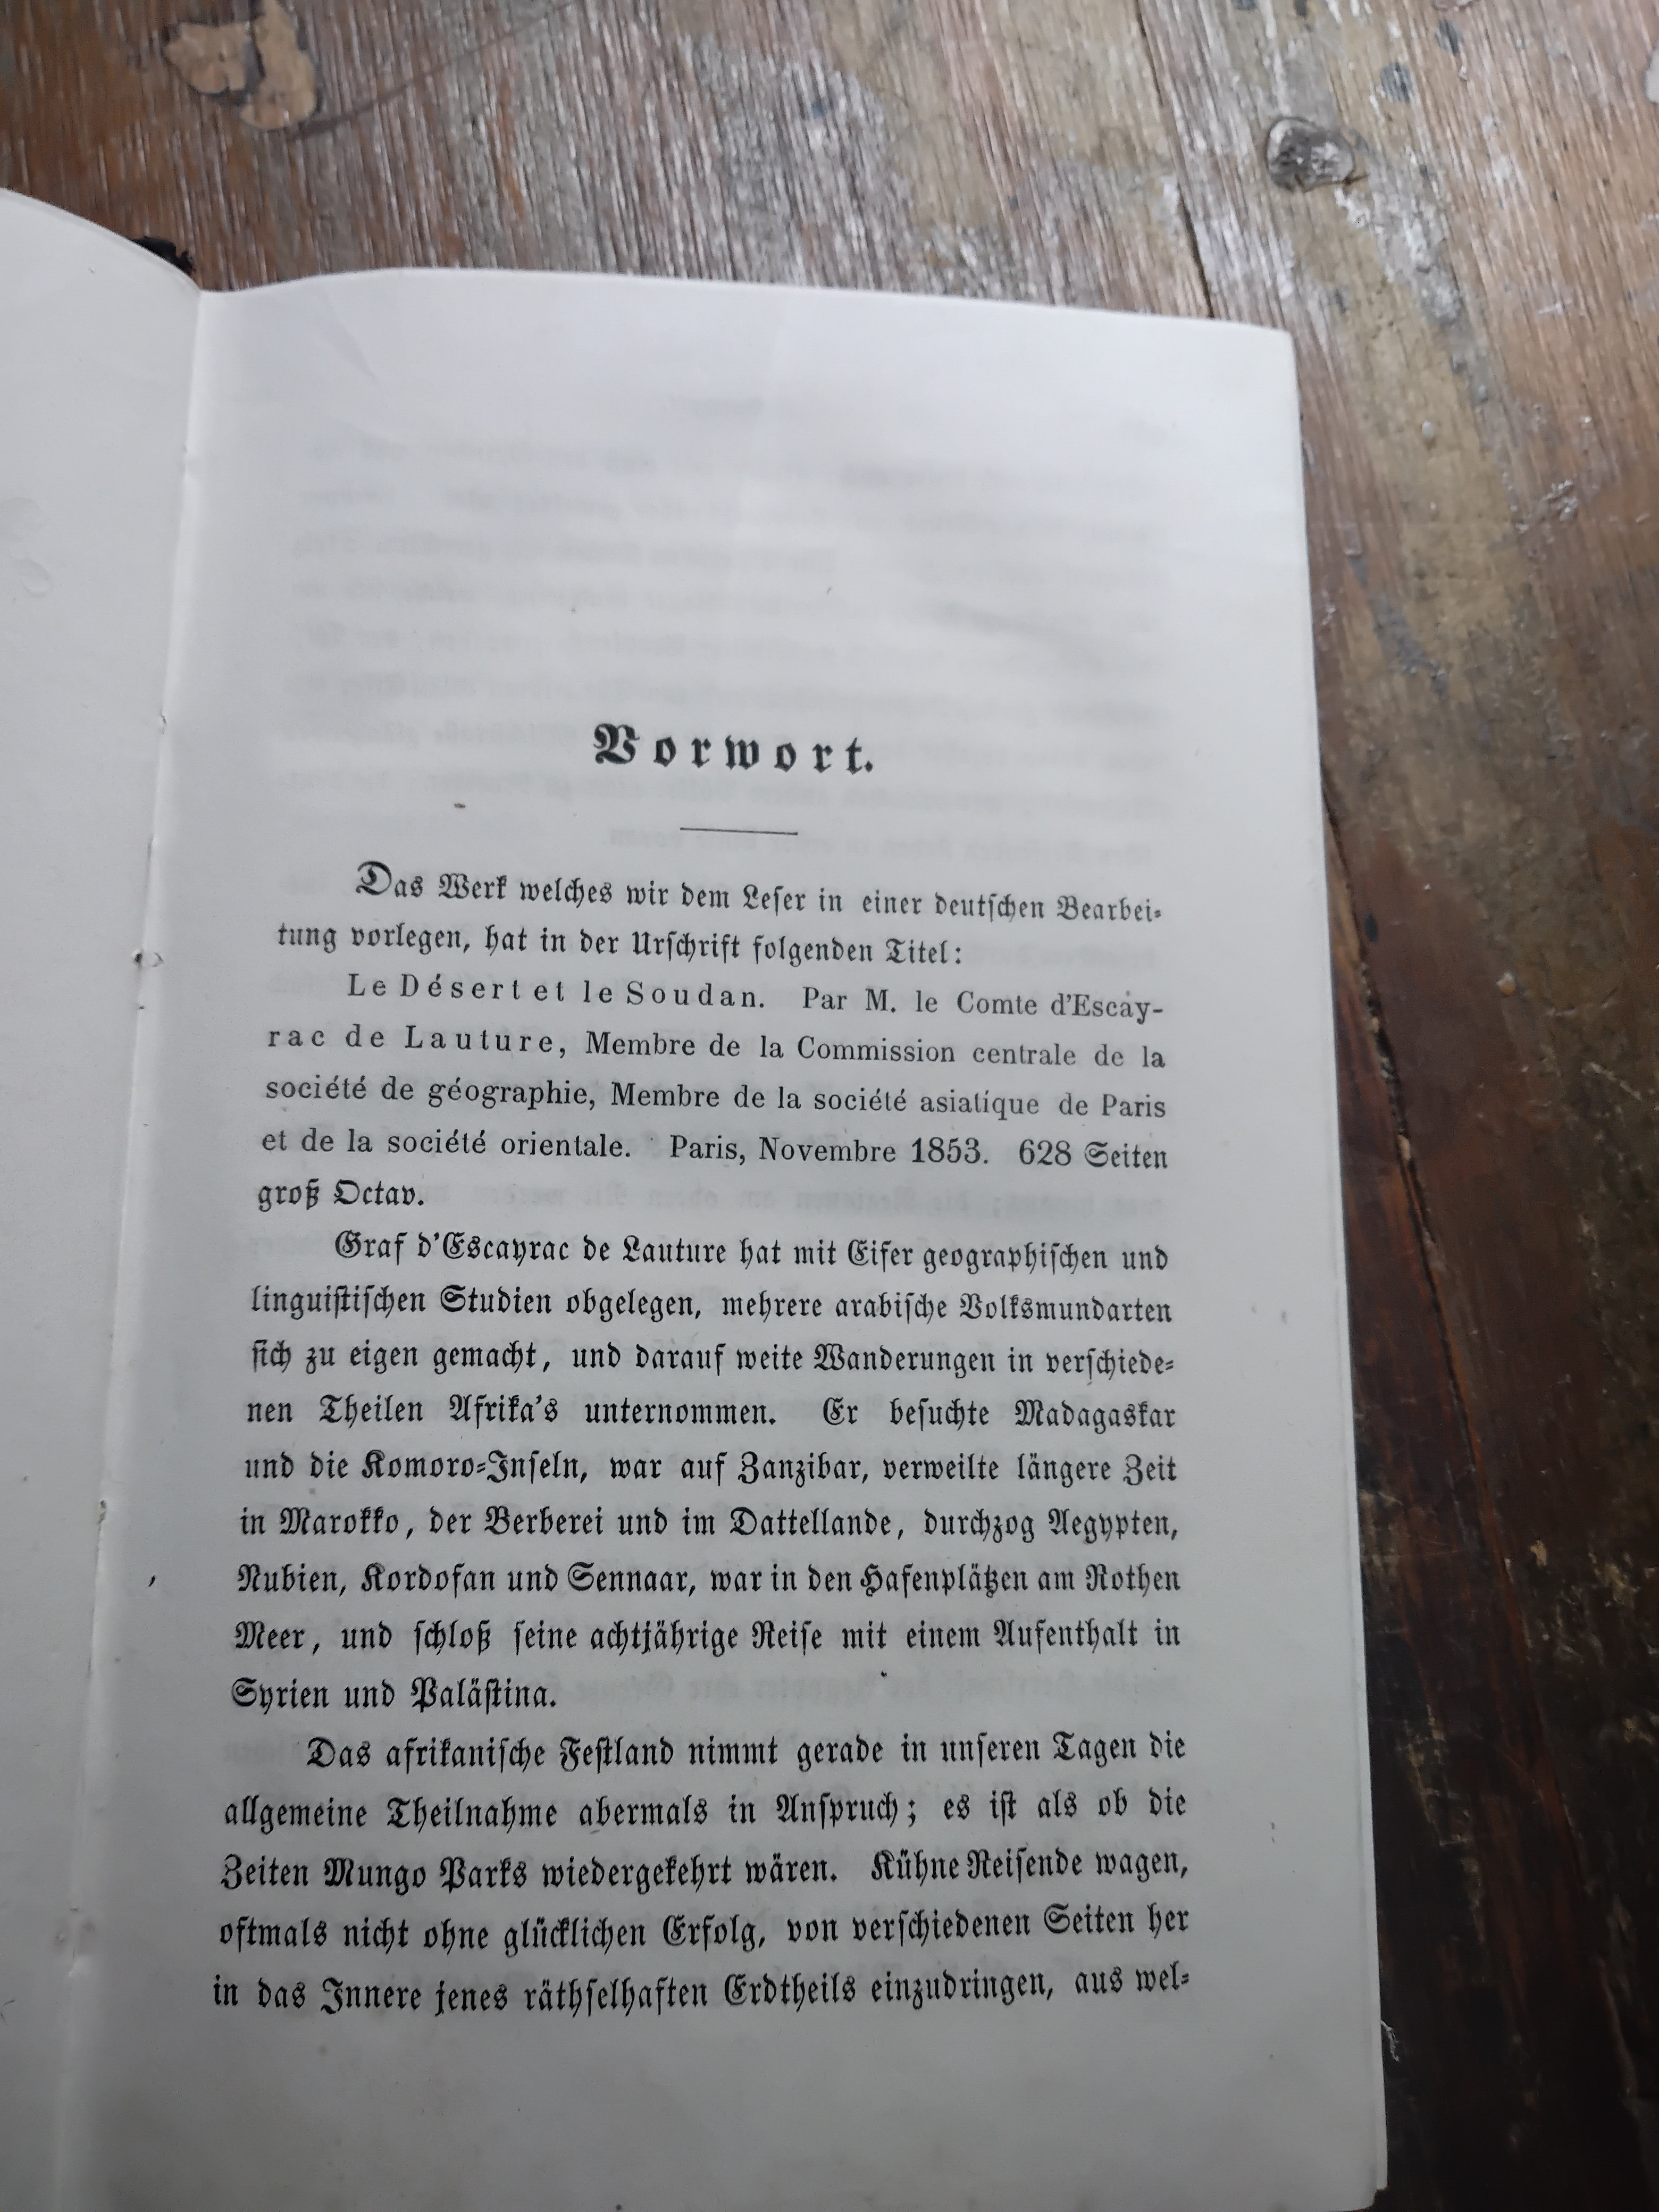 Vorwort.
Das Werk welches wir dem Leser in einer deutschen Bearbei-
tung vorlegen, hat in der Urschrift folgenden Titel:
Le Désert et le Soudan. Par M. le Comte d'Escay-
rac de Lauture, Membre de la Commission centrale de la
société de géographie, Membre de la société asiatique de Paris
et de la société orientale. Paris, Novembre 1853. 628 Seiten
groß Octav.
Graf d'Escayrac de Lauture hat mit Eifer geographischen und
linguistischen Studien obgelegen, mehrere arabische Volksmundarten
sich zu eigen gemacht, und darauf weite Wanderungen in verschiede-
nen Theilen Afrika's unternommen. Er besuchte Madagaskar
und die Komoro-Inseln, war auf Zanzibar, verweilte längere Zeit
in Marokko, der Berberei und im Dattellande, durchzog Aegypten,
Nubien, Kordofan und Sennaar, war in den Hafenplätzen am Rothen
Meer, und schloß seine achtjährige Reise mit einem Aufenthalt in
Syrien und Palästina.
Das afrikanische Festland nimmt gerade in unseren Tagen die
allgemeine Theilnahme abermals in Anspruch; es ist als ob die
Zeiten Mungo Parks wiedergekehrt wären. Kühne Reisende wagen,
oftmals nicht ohne glücklichen Erfolg, von verschiedenen Seiten her
in das Innere jenes räthselhaften Erdtheils einzudringen, aus wel-